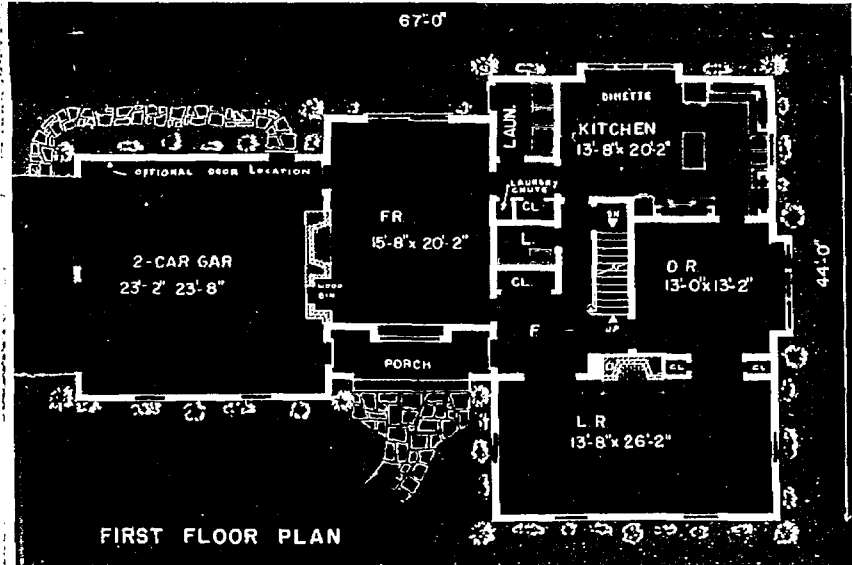 67'-0"
DINETTE
LAUN.
KITCHEN
13'-8" x 20'-2"
OPTIONAL DOOR LOCATION
LAUNDRY
CHUTE
CL.
DN
FR.
15'-8" x 20'-2"
L.
2-CAR GAR
23'-2" 23'-8"
WOOD
BIN
CL.
D.R.
13'-0" x 13'-2"
44'-0"
F.
UP
PORCH
CL
CL
L.R.
13'-8" x 26'-2"
FIRST FLOOR PLAN